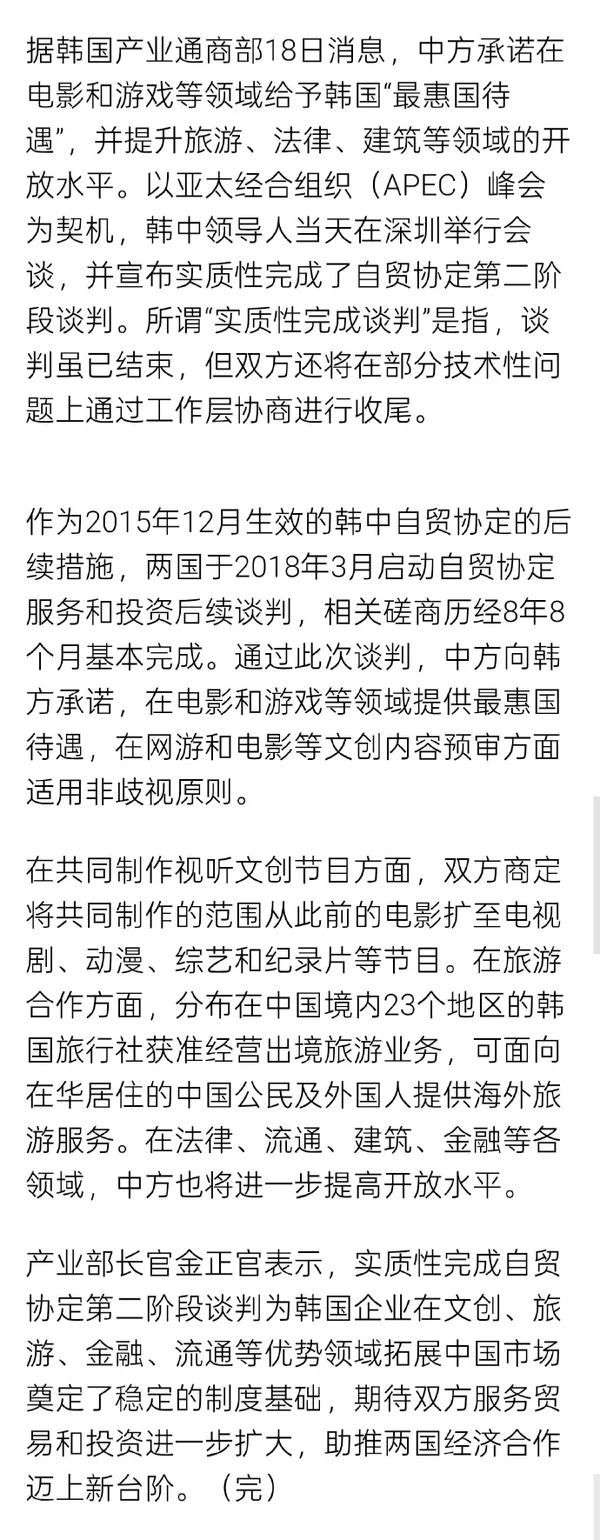 据韩国产业通商部18日消息，中方承诺在
电影和游戏等领域给予韩国“最惠国待
遇”，并提升旅游、法律、建筑等领域的开
放水平。以亚太经合组织（APEC）峰会
为契机，韩中领导人当天在深圳举行会
谈，并宣布实质性完成了自贸协定第二阶
段谈判。所谓“实质性完成谈判”是指，谈
判虽已结束，但双方还将在部分技术性问
题上通过工作层协商进行收尾。
作为2015年12月生效的韩中自贸协定的后
续措施，两国于2018年3月启动自贸协定
服务和投资后续谈判，相关磋商历经8年8
个月基本完成。通过此次谈判，中方向韩
方承诺，在电影和游戏等领域提供最惠国
待遇，在网游和电影等文创内容预审方面
适用非歧视原则。
在共同制作视听文创节目方面，双方商定
将共同制作的范围从此前的电影扩至电视
剧、动漫、综艺和纪录片等节目。在旅游
合作方面，分布在中国境内23个地区的韩
国旅行社获准经营出境旅游业务，可面向
在华居住的中国公民及外国人提供海外旅
游服务。在法律、流通、建筑、金融等各
领域，中方也将进一步提高开放水平。
产业部长官金正官表示，实质性完成自贸
协定第二阶段谈判为韩国企业在文创、旅
游、金融、流通等优势领域拓展中国市场
奠定了稳定的制度基础，期待双方服务贸
易和投资进一步扩大，助推两国经济合作
迈上新台阶。（完）